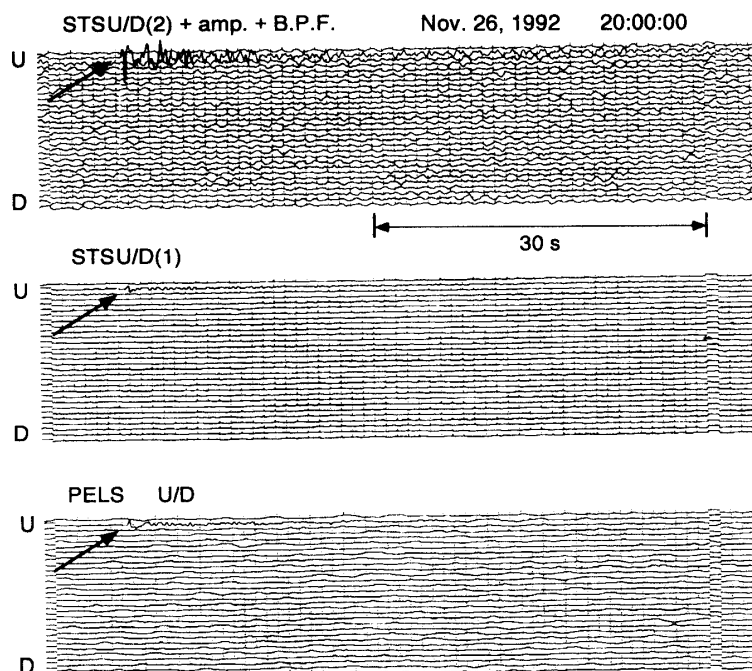 STSU/D(2) + amp. + B.P.F. Nov. 26, 1992 20:00:00
U
D
30 s
STSU/D(1)
U
D
PELS U/D
U
D